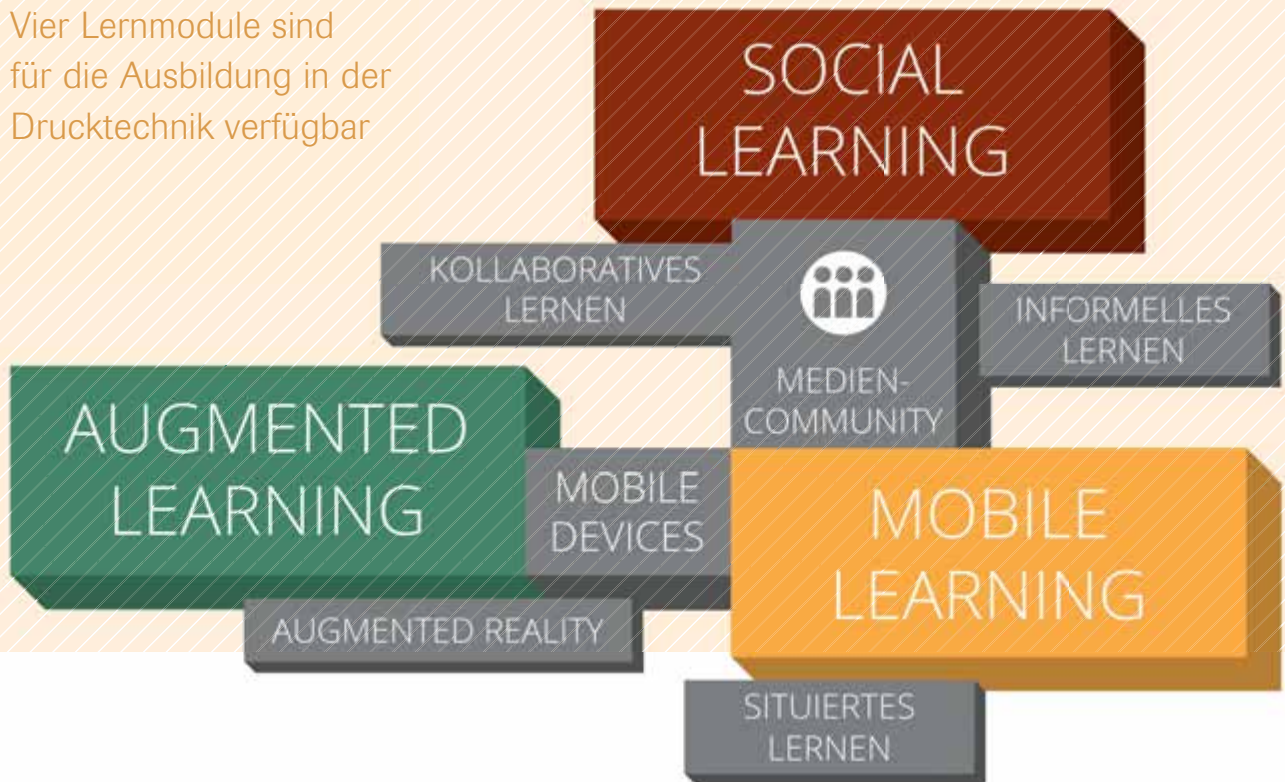 Vier Lernmodule sind
für die Ausbildung in der
Drucktechnik verfügbar
SOCIAL
LEARNING
KOLLABORATIVES
LERNEN
MEDIEN-
COMMUNITY
INFORMELLES
LERNEN
AUGMENTED
LEARNING
MOBILE
DEVICES
MOBILE
LEARNING
AUGMENTED REALITY
SITUIERTES
LERNEN